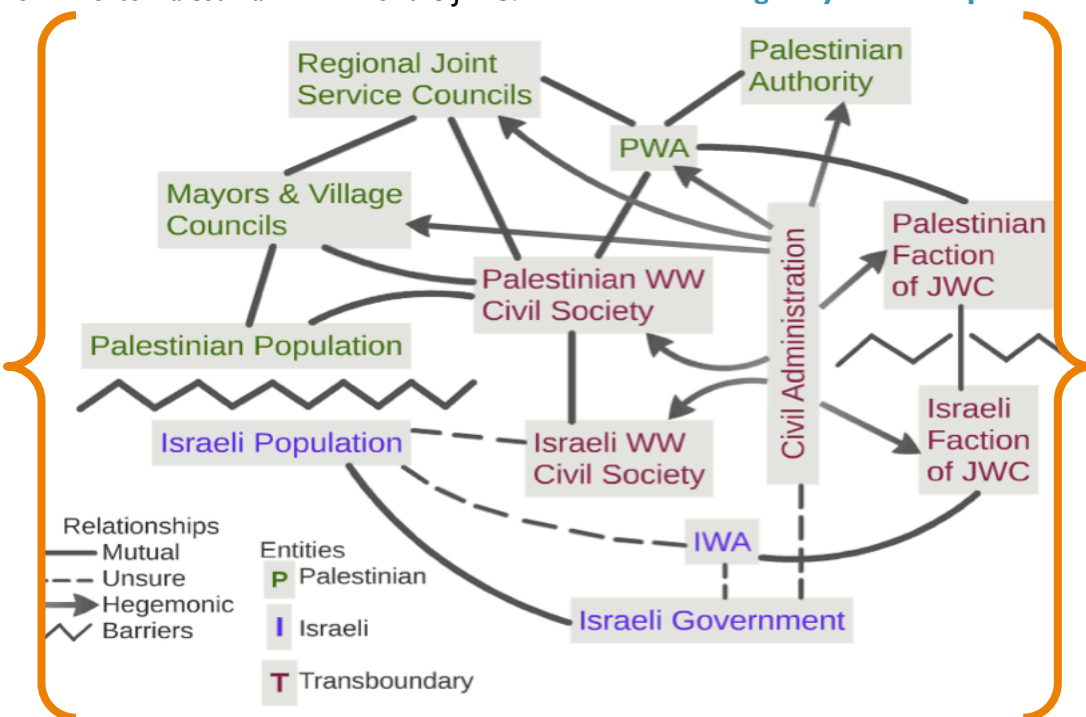 Regional Joint
Service Councils
Palestinian
Authority
PWA
Mayors & Village
Councils
Palestinian
Faction
of JWC
Palestinian WW
Civil Society
Civil Administration
Palestinian Population
Israeli Population
Israeli WW
Civil Society
Israeli
Faction
of JWC
IWA
Israeli Government
Relationships
Mutual
Unsure
Hegemonic
Barriers
Entities
P Palestinian
I Israeli
T Transboundary